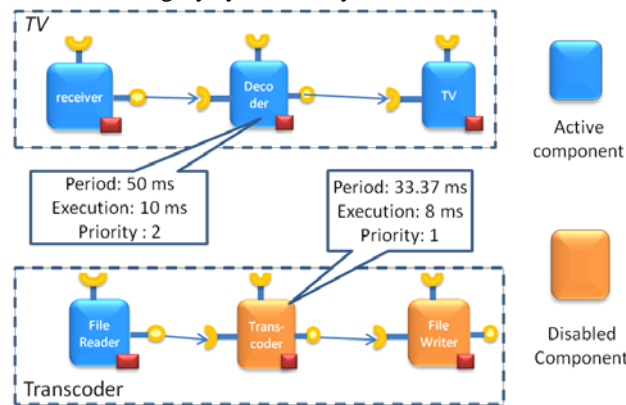 TV
receiver
Deco
der
TV
Active
component
Period: 50 ms
Execution: 10 ms
Priority : 2
Period: 33.37 ms
Execution: 8 ms
Priority: 1
File
Reader
Trans-
coder
File
Writer
Disabled
Component
Transcoder